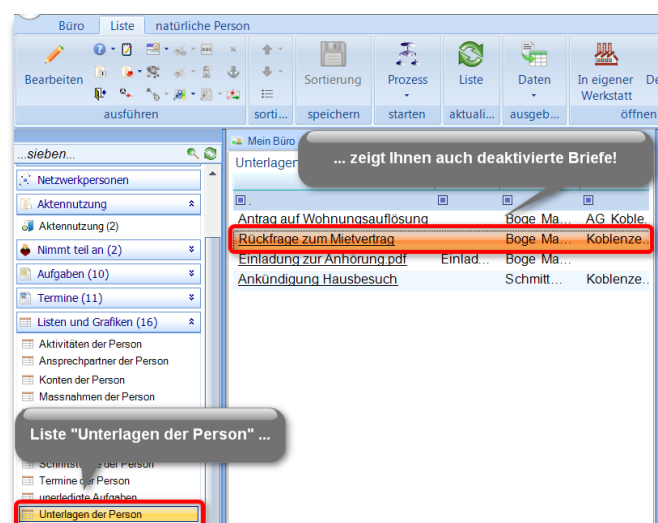 Büro Liste natürliche Person
Bearbeiten Sortierung Prozess Liste Daten In eigener De
Werkstatt
ausführen sorti... speichern starten aktuali... ausgeb... öffnen
Mein Büro
...sieben...
Unterlagen
... zeigt Ihnen auch deaktivierte Briefe!
Netzwerkpersonen
Aktennutzung
Aktennutzung (2)
Nimmt teil an (2)
Aufgaben (10)
Termine (11)
Listen und Grafiken (16)
Aktivitäten der Person
Ansprechpartner der Person
Konten der Person
Massnahmen der Person
Antrag auf Wohnungsauflösung Boge Ma... AG Koble.
Rückfrage zum Mietvertrag Boge Ma... Koblenze..
Einladung zur Anhörung.pdf Einlad... Boge Ma...
Ankündigung Hausbesuch Schmitt... Koblenze..
Liste "Unterlagen der Person" ...
der Person
Termine der Person
unerledigte Aufgaben
Unterlagen der Person